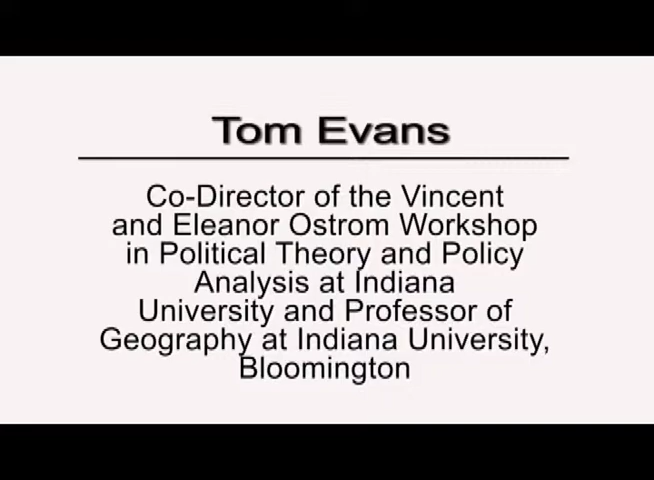 Tom Evans
Co-Director of the Vincent
and Eleanor Ostrom Workshop
in Political Theory and Policy
Analysis at Indiana
University and Professor of
Geography at Indiana University,
Bloomington